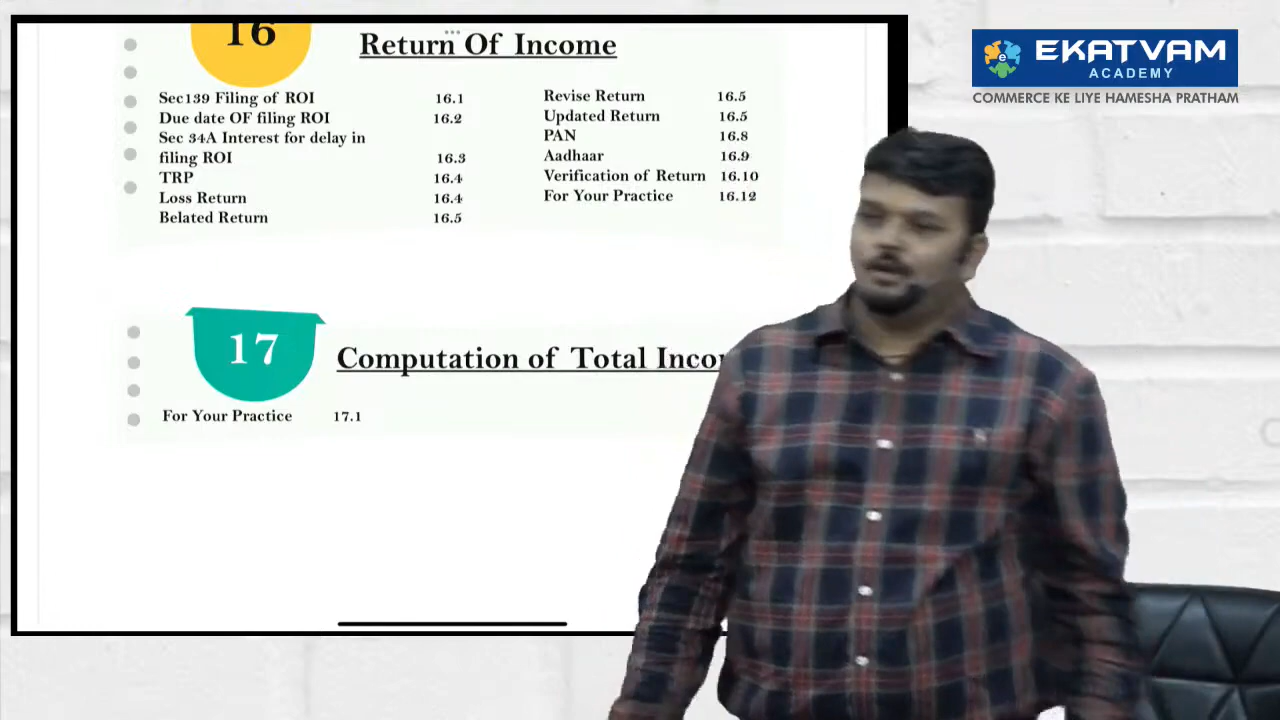 16
Return Of Income
Sec139 Filing of ROI 16.1
Due date OF filing ROI 16.2
Sec 34A Interest for delay in
filing ROI 16.3
TRP 16.4
Loss Return 16.4
Belated Return 16.5
Revise Return 16.5
Updated Return 16.5
PAN 16.8
Aadhaar 16.9
Verification of Return 16.10
For Your Practice 16.12
17
Computation of Total
For Your Practice 17.1
EKATVAM
ACADEMY
COMMERCE KE LIYE HAMESHA PRATHAM